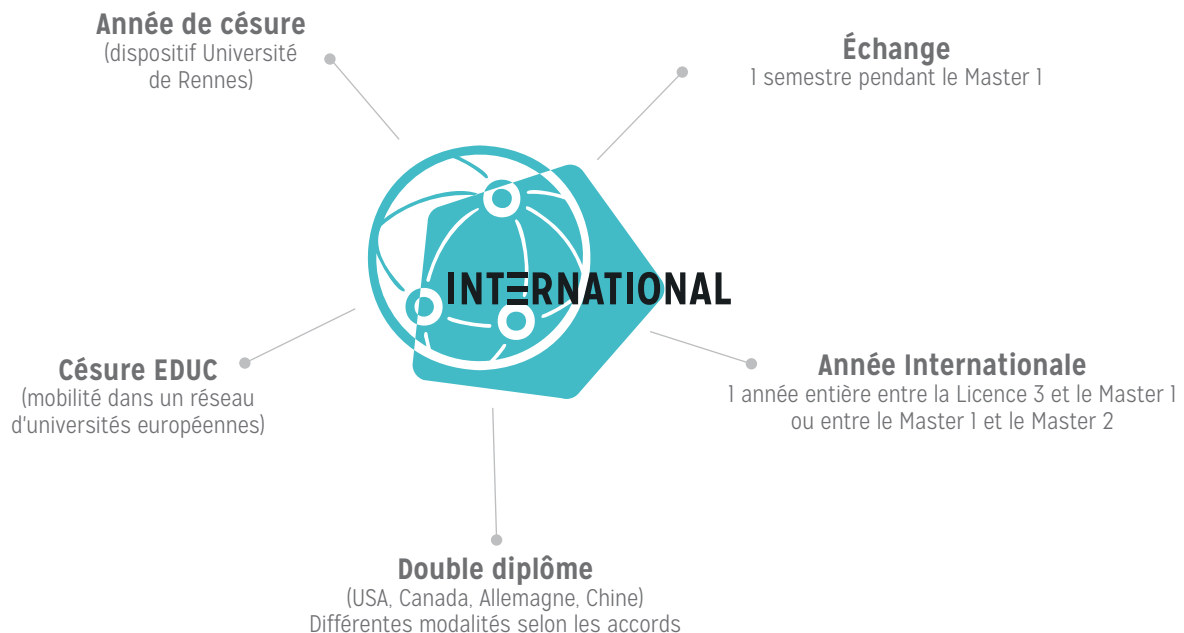 Année de césure
(dispositif Université
de Rennes)
Échange
1 semestre pendant le Master 1
INTERNATIONAL
Césure EDUC
(mobilité dans un réseau
d'universités européennes)
Année Internationale
1 année entière entre la Licence 3 et le Master 1
ou entre le Master 1 et le Master 2
Double diplôme
(USA, Canada, Allemagne, Chine)
Différentes modalités selon les accords